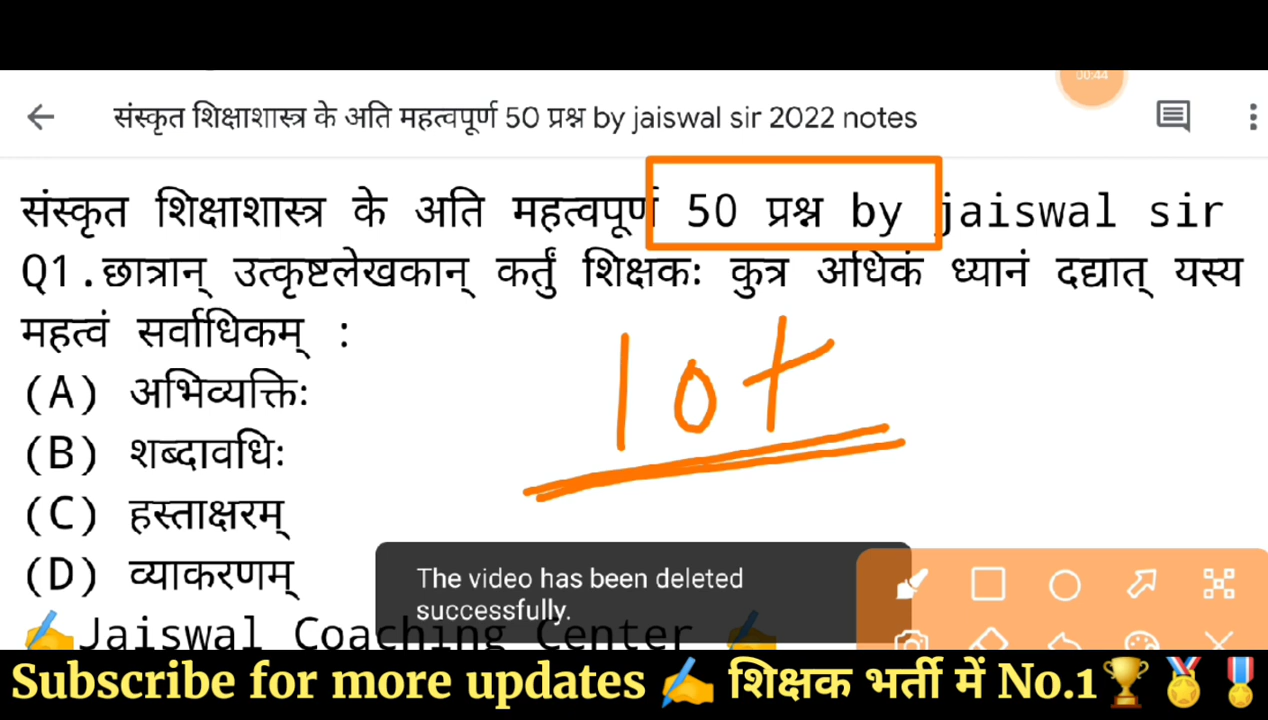 00:44
संस्कृत शिक्षाशास्त्र के अति महत्वपूर्ण 50 प्रश्न by jaiswal sir 2022 notes
संस्कृत शिक्षाशास्त्र के अति महत्वपूर्ण 50 प्रश्न by jaiswal sir
Q1.छात्रान् उत्कृष्टलेखकान् कर्तुं शिक्षकः कुत्र अधिकं ध्यानं दद्यात् यस्य
महत्वं सर्वाधिकम् :
(A) अभिव्यक्तिः
(B) शब्दावधिः
(C) हस्ताक्षरम्
(D) व्याकरणम्
10+
The video has been deleted
successfully.
✍Jaiswal Coaching Center ✍
Subscribe for more updates ✍ शिक्षक भर्ती में No.1🏆🏅🎖